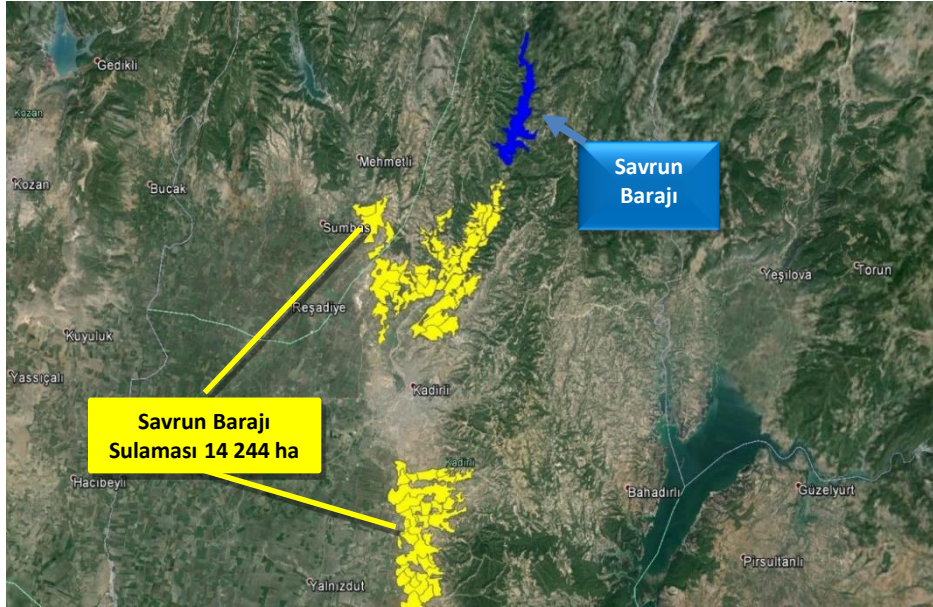 Gedikli
Kozan
Kozan
Bucak
Mehmetli
Savrun
Barajı
Sumbas
Yeşilova
Torun
Reşadiye
Kuyuluk
Yassıçalı
Kadirli
Savrun Barajı
Sulaması 14 244 ha
Kadirli
Hacıbeyli
Bahadırlı
Güzelyurt
Pirsultanlı
Yalnızdut